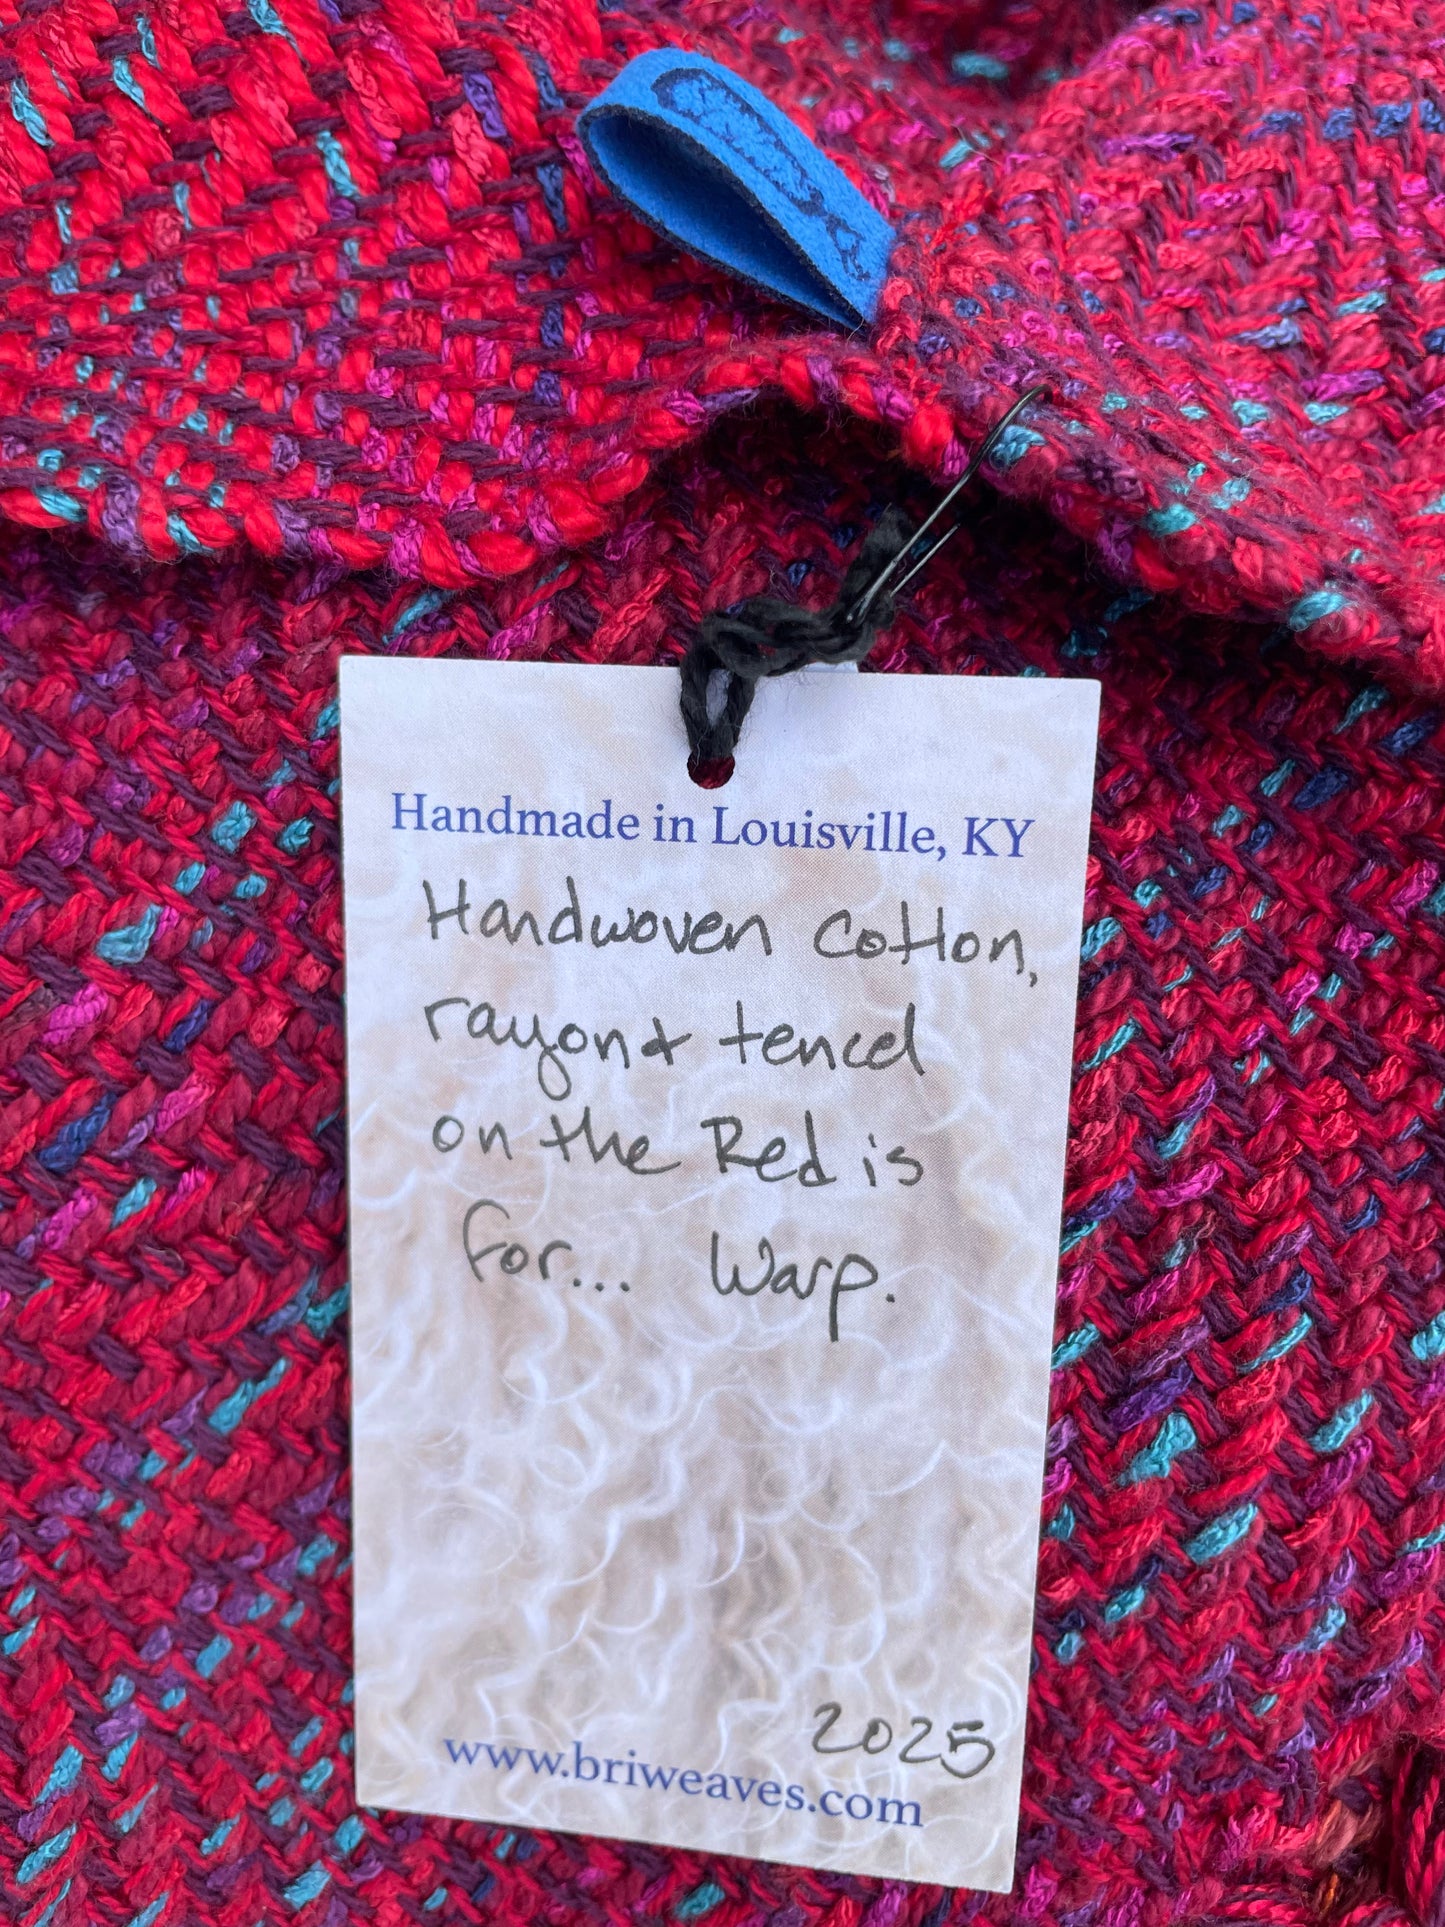 Handmade in Louisville, KY
Handwoven cotton,
rayon & tencel
on the Red is
for... Warp.
2025
www.briweaves.com